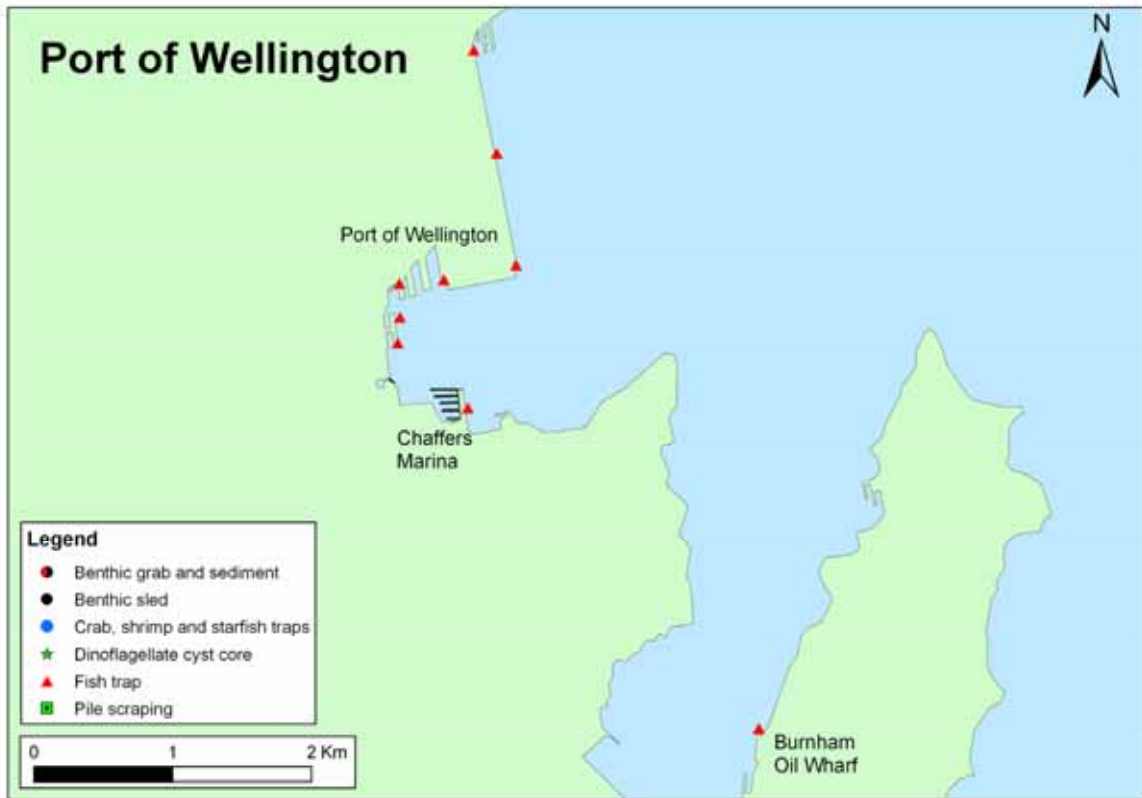 Port of Wellington
N
Port of Wellington
Chaffers
Marina
Legend
Benthic grab and sediment
Benthic sled
Crab, shrimp and starfish traps
Dinoflagellate cyst core
Fish trap
Pile scraping
0 1 2 Km
Burnham
Oil Wharf